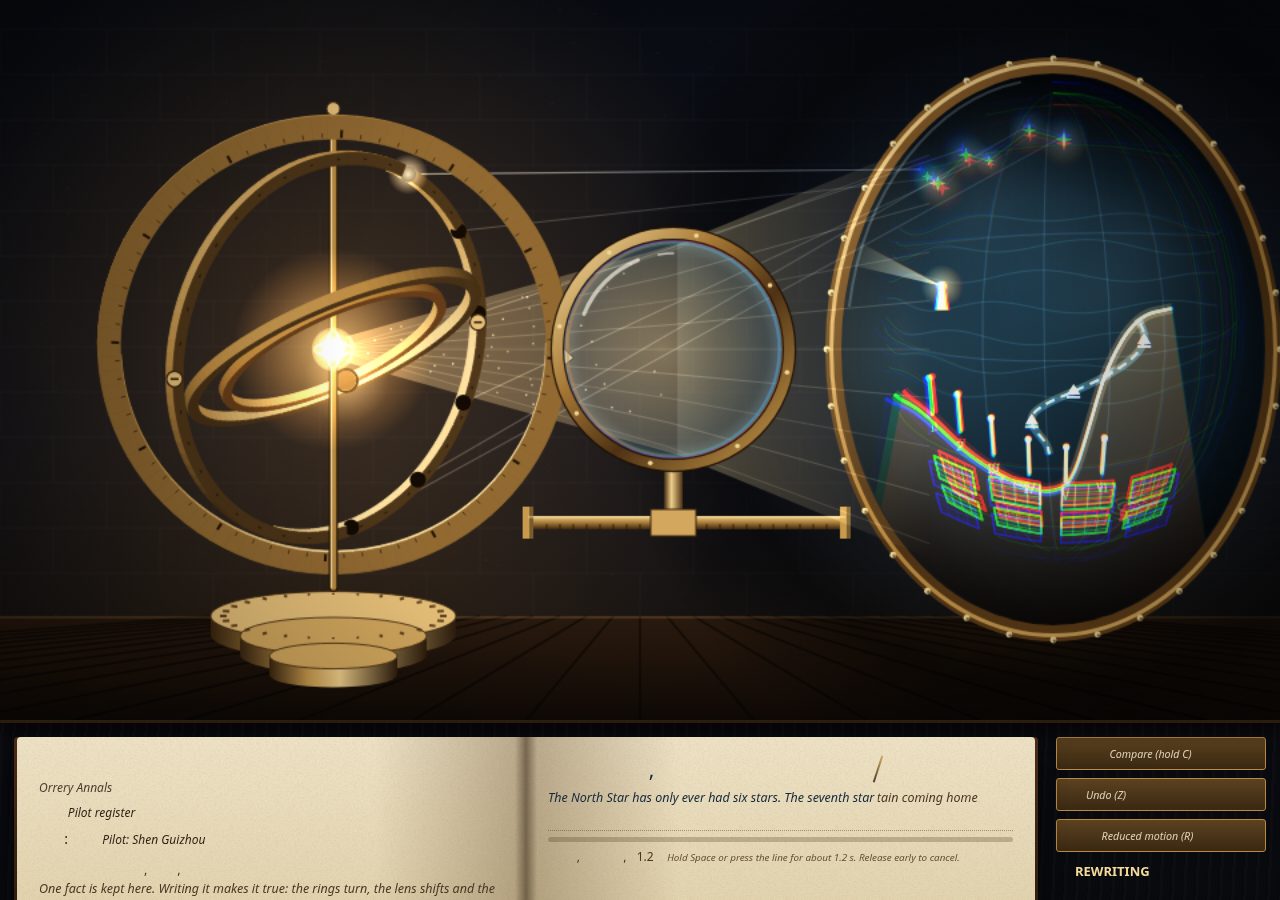 Orrery Annals
Pilot register
: Pilot: Shen Guizhou
, ,
One fact is kept here. Writing it makes it true: the rings turn, the lens shifts and the
,
The North Star has only ever had six stars. The seventh star tain coming home
, , 1.2 Hold Space or press the line for about 1.2 s. Release early to cancel.
Compare (hold C)
Undo (Z)
Reduced motion (R)
REWRITING